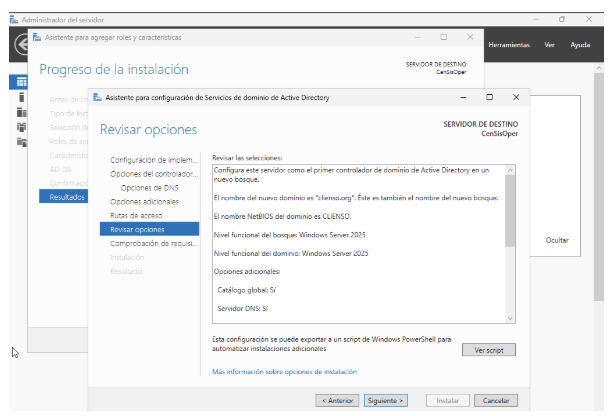 Administrador del servidor
Asistente para agregar roles y características
Herramientas Ver Ayuda
Progreso de la instalación
SERVIDOR DE DESTINO
CenSisOper
Antes de co
Tipo de inst
Selección d
Roles de ser
Característic
AD DS
Confirmaci
Resultados
Ocultar
Asistente para configuración de Servicios de dominio de Active Directory
Revisar opciones
SERVIDOR DE DESTINO
CenSisOper
Configuración de implem...
Opciones del controlador...
Opciones de DNS
Opciones adicionales
Rutas de acceso
Revisar opciones
Comprobación de requisi...
Instalación
Resultado
Revisar las selecciones:
Configura este servidor como el primer controlador de dominio de Active Directory en un
nuevo bosque.
El nombre del nuevo dominio es "clienso.org". Éste es también el nombre del nuevo bosque.
El nombre NetBIOS del dominio es CLIENSO.
Nivel funcional del bosque: Windows Server 2025
Nivel funcional del dominio: Windows Server 2025
Opciones adicionales:
Catálogo global: Sí
Servidor DNS: Sí
Esta configuración se puede exportar a un script de Windows PowerShell para
automatizar instalaciones adicionales
Ver script
Más información sobre opciones de instalación
< Anterior Siguiente > Instalar Cancelar